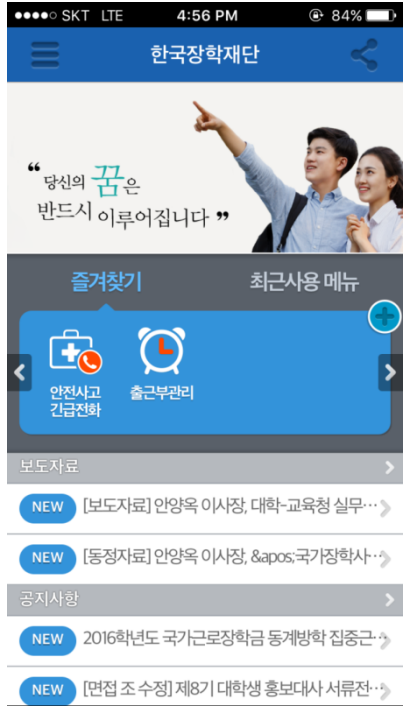 SKT LTE 4:56 PM 84%
한국장학재단
“당신의 꿈은
반드시 이루어집니다 ”
즐겨찾기 최근사용 메뉴
안전사고
긴급전화
출근부관리
보도자료
NEW [보도자료] 안양옥 이사장, 대학-교육청 실무…
NEW [동정자료] 안양옥 이사장, &apos;국가장학사…
공지사항
NEW 2016학년도 국가근로장학금 동계방학 집중근…
NEW [면접 조 수정] 제8기 대학생 홍보대사 서류전…